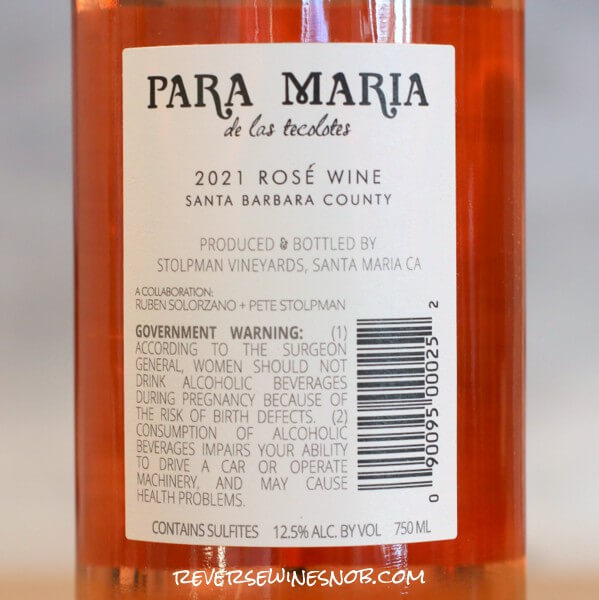 PARA MARIA
de las tecolotes
2021 ROSÉ WINE
SANTA BARBARA COUNTY
PRODUCED & BOTTLED BY
STOLPMAN VINEYARDS, SANTA MARIA CA
A COLLABORATION:
RUBEN SOLORZANO + PETE STOLPMAN
GOVERNMENT WARNING: (1)
ACCORDING TO THE SURGEON
GENERAL, WOMEN SHOULD NOT
DRINK ALCOHOLIC BEVERAGES
DURING PREGNANCY BECAUSE OF
THE RISK OF BIRTH DEFECTS. (2)
CONSUMPTION OF ALCOHOLIC
BEVERAGES IMPAIRS YOUR ABILITY
TO DRIVE A CAR OR OPERATE
MACHINERY, AND MAY CAUSE
HEALTH PROBLEMS.
0 90095 00025 2
CONTAINS SULFITES 12.5% ALC. BY VOL 750 ML
REVERSEWINESNOB.COM